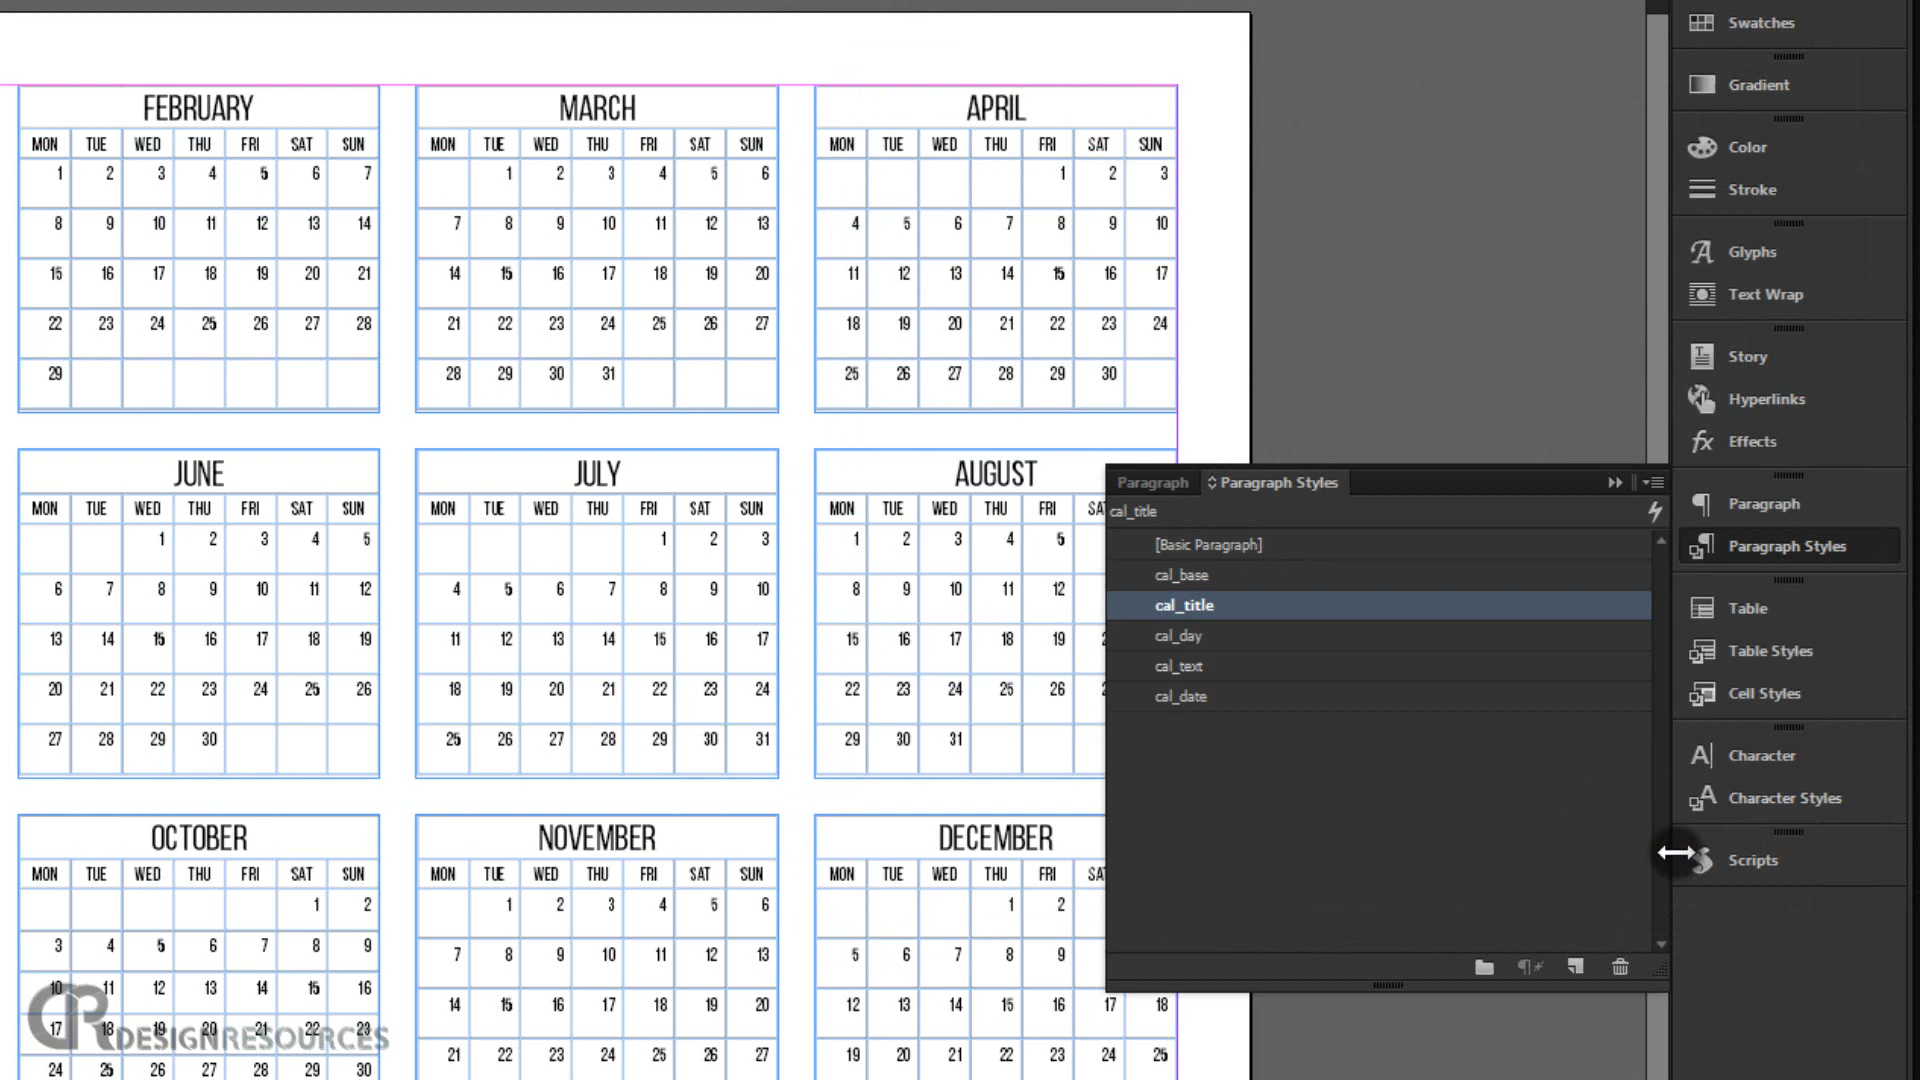 FEBRUARY
MON TUE WED THU FRI SAT SUN
1 2 3 4 5 6 7
8 9 10 11 12 13 14
15 16 17 18 19 20 21
22 23 24 25 26 27 28
29
MARCH
MON TUE WED THU FRI SAT SUN
1 2 3 4 5 6
7 8 9 10 11 12 13
14 15 16 17 18 19 20
21 22 23 24 25 26 27
28 29 30 31
APRIL
MON TUE WED THU FRI SAT SUN
1 2 3
4 5 6 7 8 9 10
11 12 13 14 15 16 17
18 19 20 21 22 23 24
25 26 27 28 29 30
JUNE
MON TUE WED THU FRI SAT SUN
1 2 3 4 5
6 7 8 9 10 11 12
13 14 15 16 17 18 19
20 21 22 23 24 25 26
27 28 29 30
JULY
MON TUE WED THU FRI SAT SUN
1 2 3
4 5 6 7 8 9 10
11 12 13 14 15 16 17
18 19 20 21 22 23 24
25 26 27 28 29 30 31
AUGUST
MON TUE WED THU FRI
1 2 3 4 5
8 9 10 11 12
15 16 17 18 19
22 23 24 25 26
29 30 31
OCTOBER
MON TUE WED THU FRI SAT SUN
1 2
3 4 5 6 7 8 9
10 11 12 13 14 15 16
17 18 19 20 21 22 23
24 25 26 27 28 29 30
DESIGNRESOURCES
NOVEMBER
MON TUE WED THU FRI SAT SUN
1 2 3 4 5 6
7 8 9 10 11 12 13
14 15 16 17 18 19 20
21 22 23 24 25 26 27
DECEMBER
MON TUE WED THU FRI
1 2
5 6 7 8 9
12 13 14 15 16 17 18
19 20 21 22 23 24 25
Paragraph
Paragraph Styles
cal_title
[Basic Paragraph]
cal_base
cal_title
cal_day
cal_text
cal_date
Swatches
Gradient
Color
Stroke
Glyphs
Text Wrap
Story
Hyperlinks
Effects
Paragraph
Paragraph Styles
Table
Table Styles
Cell Styles
Character
Character Styles
Scripts